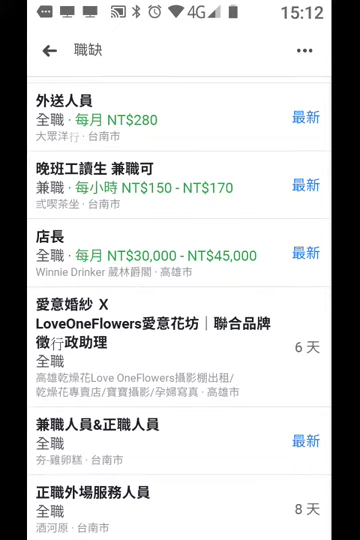 4G
15:12
職缺
外送人員
全職 · 每月 NT$280
最新
大眾洋行 · 台南市
晚班工讀生 兼職可
兼職 · 每小時 NT$150 - NT$170
最新
弎喫茶坐 · 台南市
店長
全職 · 每月 NT$30,000 - NT$45,000
最新
Winnie Drinker 葳林爵閣 · 高雄市
愛意婚紗 Ｘ
LoveOneFlowers愛意花坊｜聯合品牌
徵行政助理
6 天
全職
高雄乾燥花Love OneFlowers攝影棚出租/
乾燥花專賣店/寶寶攝影/孕婦寫真 · 高雄市
兼職人員&正職人員
全職
最新
夯-雞卵糕 · 台南市
正職外場服務人員
全職
8 天
酒河原 · 台南市